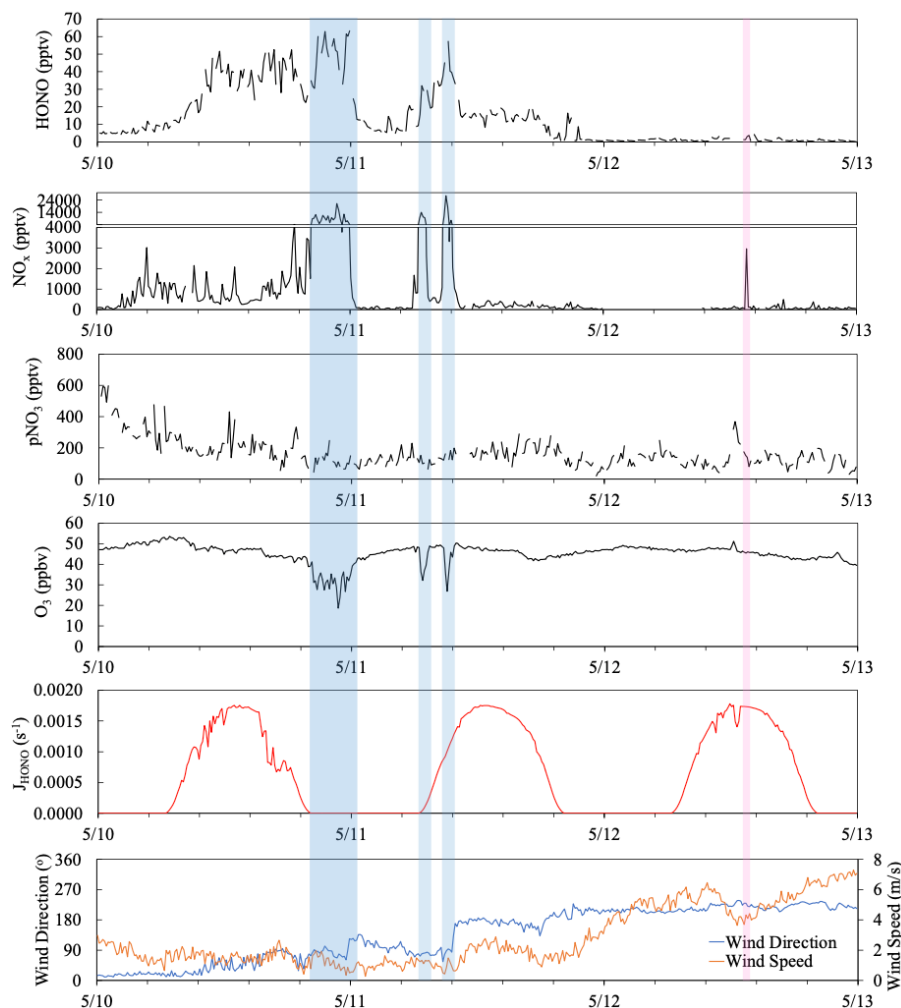 HONO (pptv)
70
60
50
40
30
20
10
0
5/10 5/11 5/12 5/13
NOx (pptv)
24000
14000
4000
3000
2000
1000
0
5/10 5/11 5/12 5/13
pNO3 (pptv)
800
600
400
200
0
5/10 5/11 5/12 5/13
O3 (ppbv)
60
50
40
30
20
10
0
5/10 5/11 5/12 5/13
JHONO (s-1)
0.0020
0.0015
0.0010
0.0005
0.0000
5/10 5/11 5/12 5/13
Wind Direction (o)
360 8
270 6
180 4
90 2
0 0
Wind Speed (m/s)
Wind Direction
Wind Speed
5/10 5/11 5/12 5/13